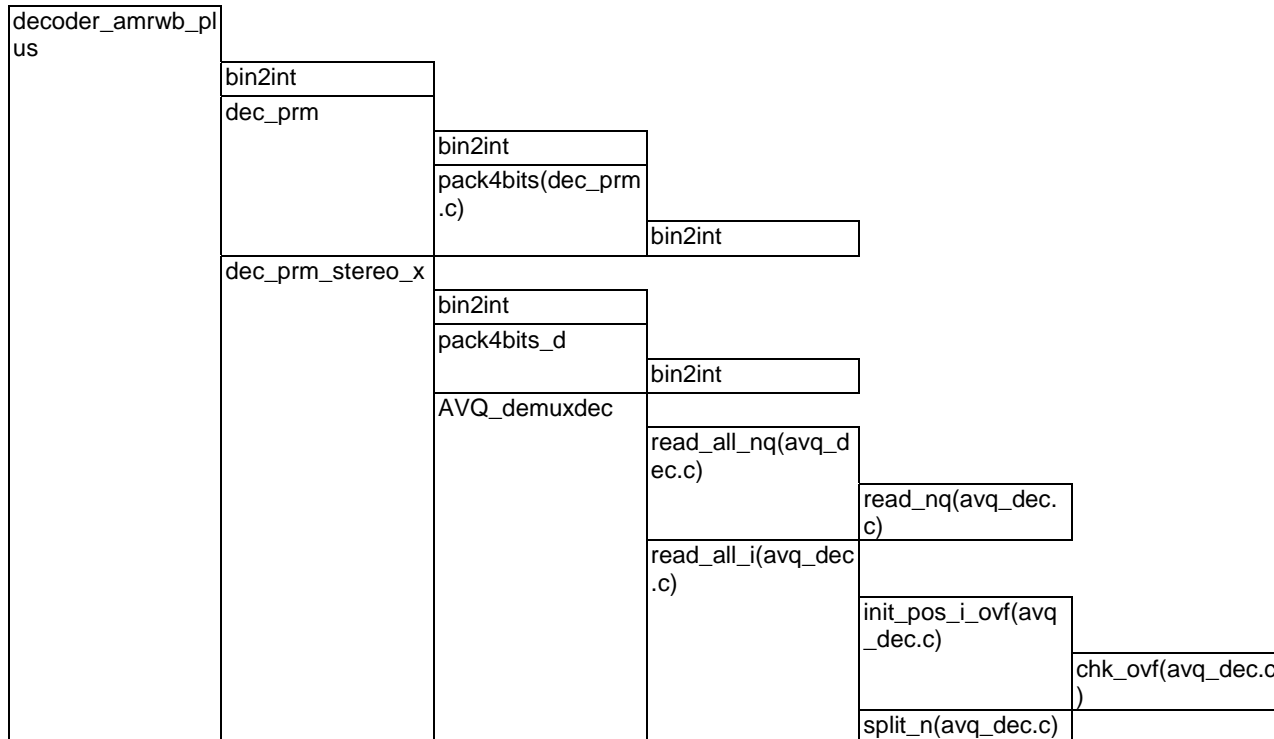 decoder_amrwb_pl
us
bin2int
dec_prm
bin2int
pack4bits(dec_prm
.c)
bin2int
dec_prm_stereo_x
bin2int
pack4bits_d
bin2int
AVQ_demuxdec
read_all_nq(avq_d
ec.c)
read_nq(avq_dec.
c)
read_all_i(avq_dec
.c)
init_pos_i_ovf(avq
_dec.c)
chk_ovf(avq_dec.c
)
split_n(avq_dec.c)